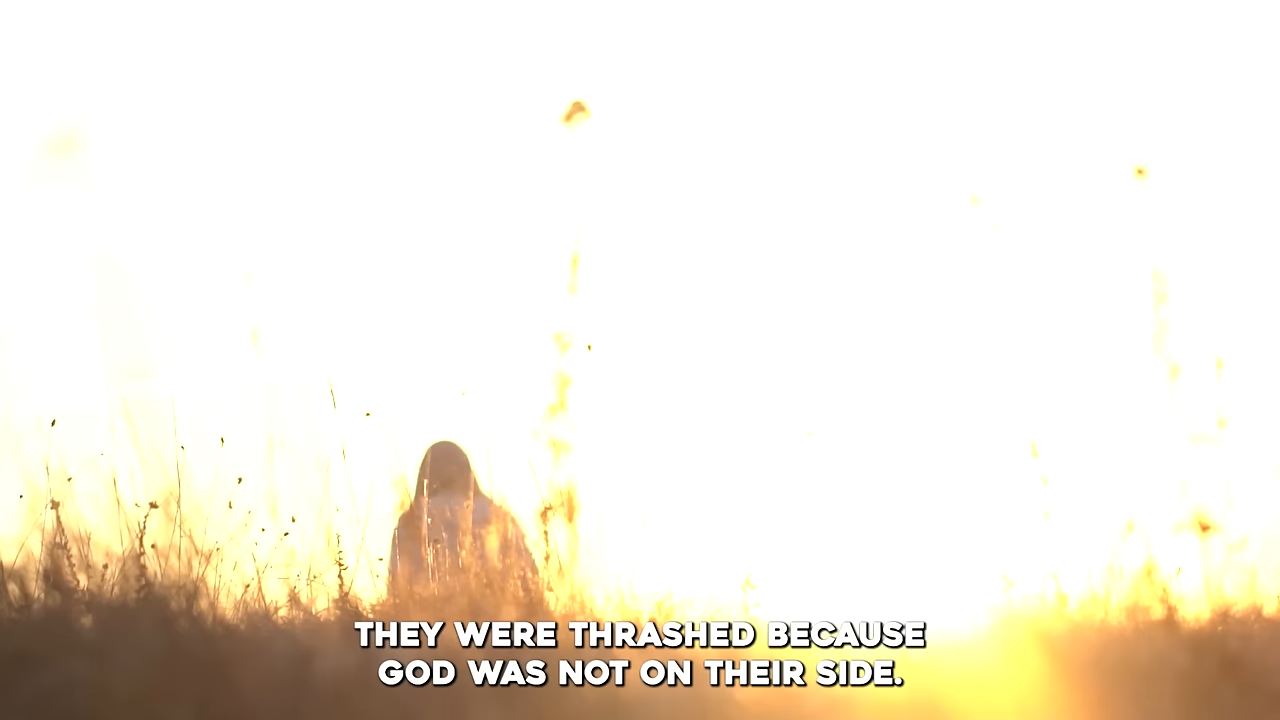 THEY WERE THRASHED BECAUSE
GOD WAS NOT ON THEIR SIDE.